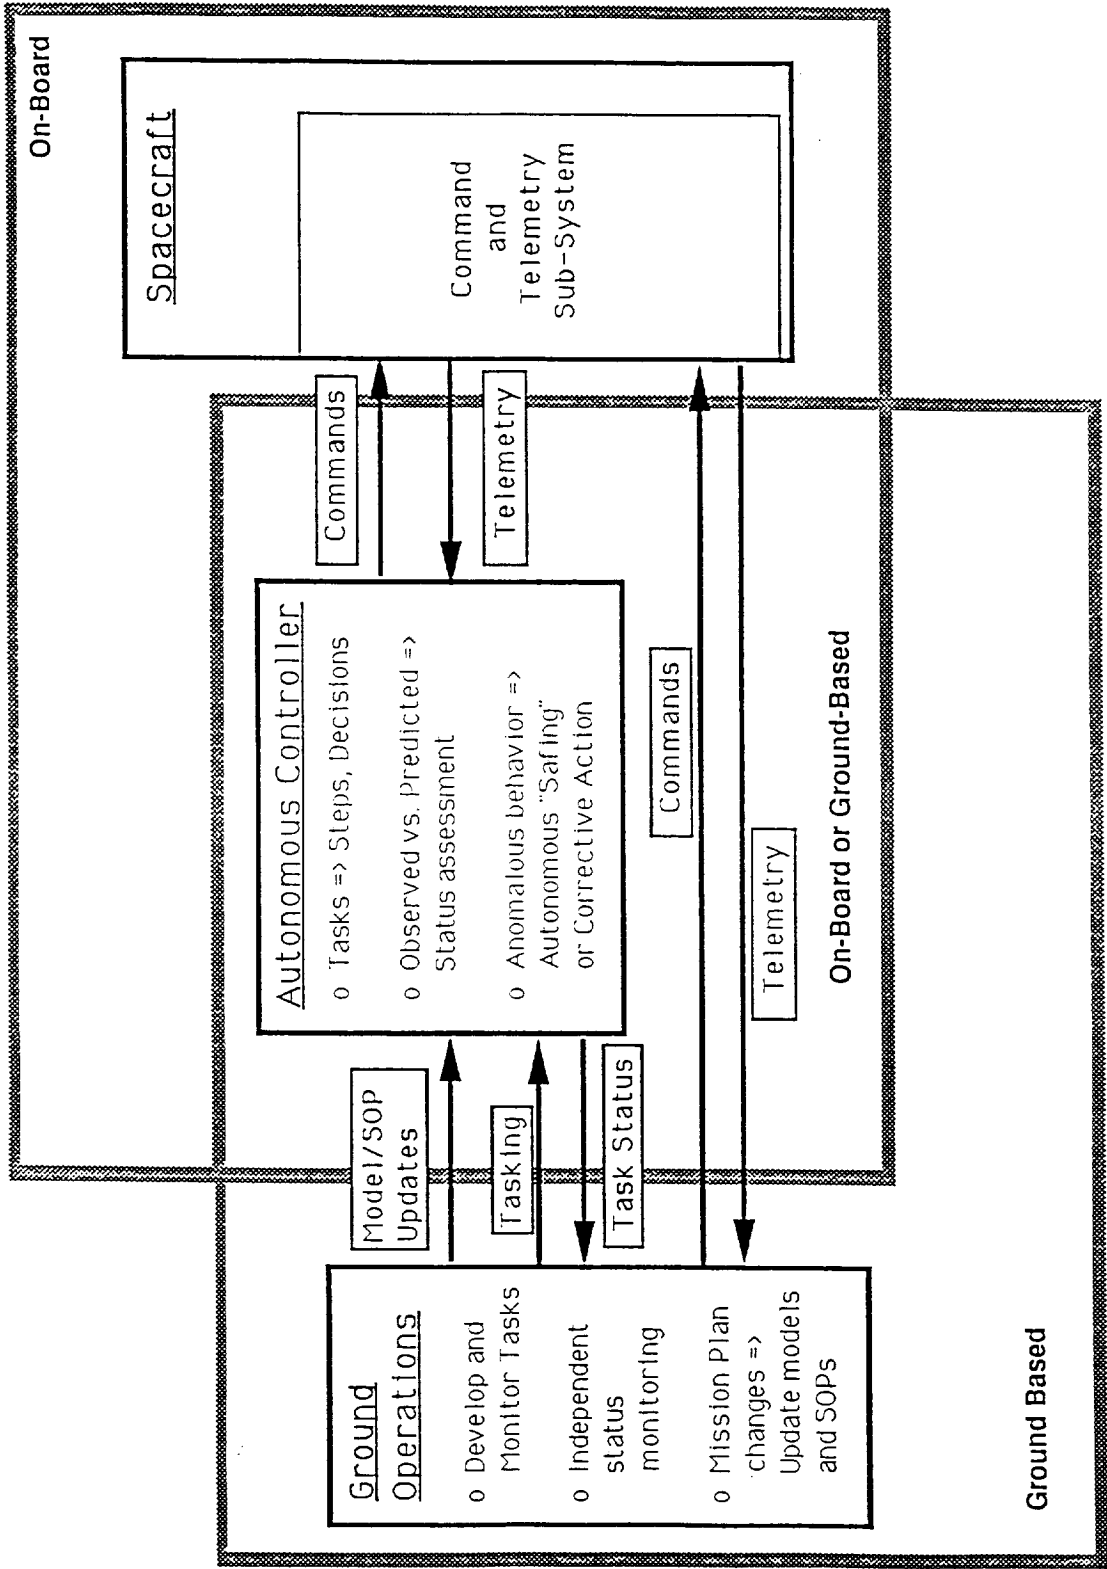 On-Board
Spacecraft
Command
and
Telemetry
Sub-System
Commands
Telemetry
Autonomous Controller
o Tasks => Steps, Decisions
o Observed vs. Predicted =>
Status assessment
o Anomalous behavior =>
Autonomous "Safing"
or Corrective Action
Commands
Telemetry
On-Board or Ground-Based
Model/SOP
Updates
Tasking
Task Status
Ground
Operations
o Develop and
Monitor Tasks
o Independent
status
monitoring
o Mission Plan
changes =>
Update models
and SOPs
Ground Based